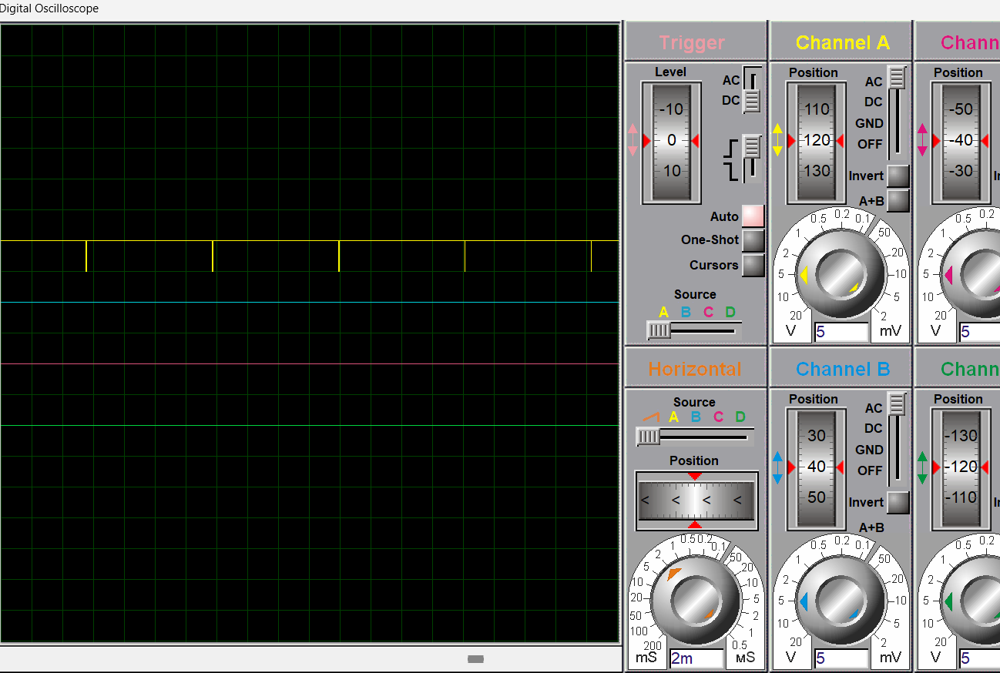 Digital Oscilloscope
Trigger
Level
-10
0
10
AC
DC
Auto
One-Shot
Cursors
Source
A B C D
Channel A
Position
110
120
130
AC
DC
GND
OFF
Invert
A+B
20
10
5
2
1
0.5
0.2
0.1
50
20
10
5
2
V
5
mV
Chann
Position
-50
-40
-30
In
20
10
5
2
1
0.5
0.2
V
5
Horizontal
Source
A B C D
Position
< < < <
200
100
50
20
10
5
2
1
0.5
0.2
0.1
50
20
10
5
2
1
0.5
mS
2m
мS
Channel B
Position
30
40
50
AC
DC
GND
OFF
Invert
A+B
20
10
5
2
1
0.5
0.2
0.1
50
20
10
5
2
V
5
mV
Chann
Position
-130
-120
-110
In
20
10
5
2
1
0.5
0.2
V
5